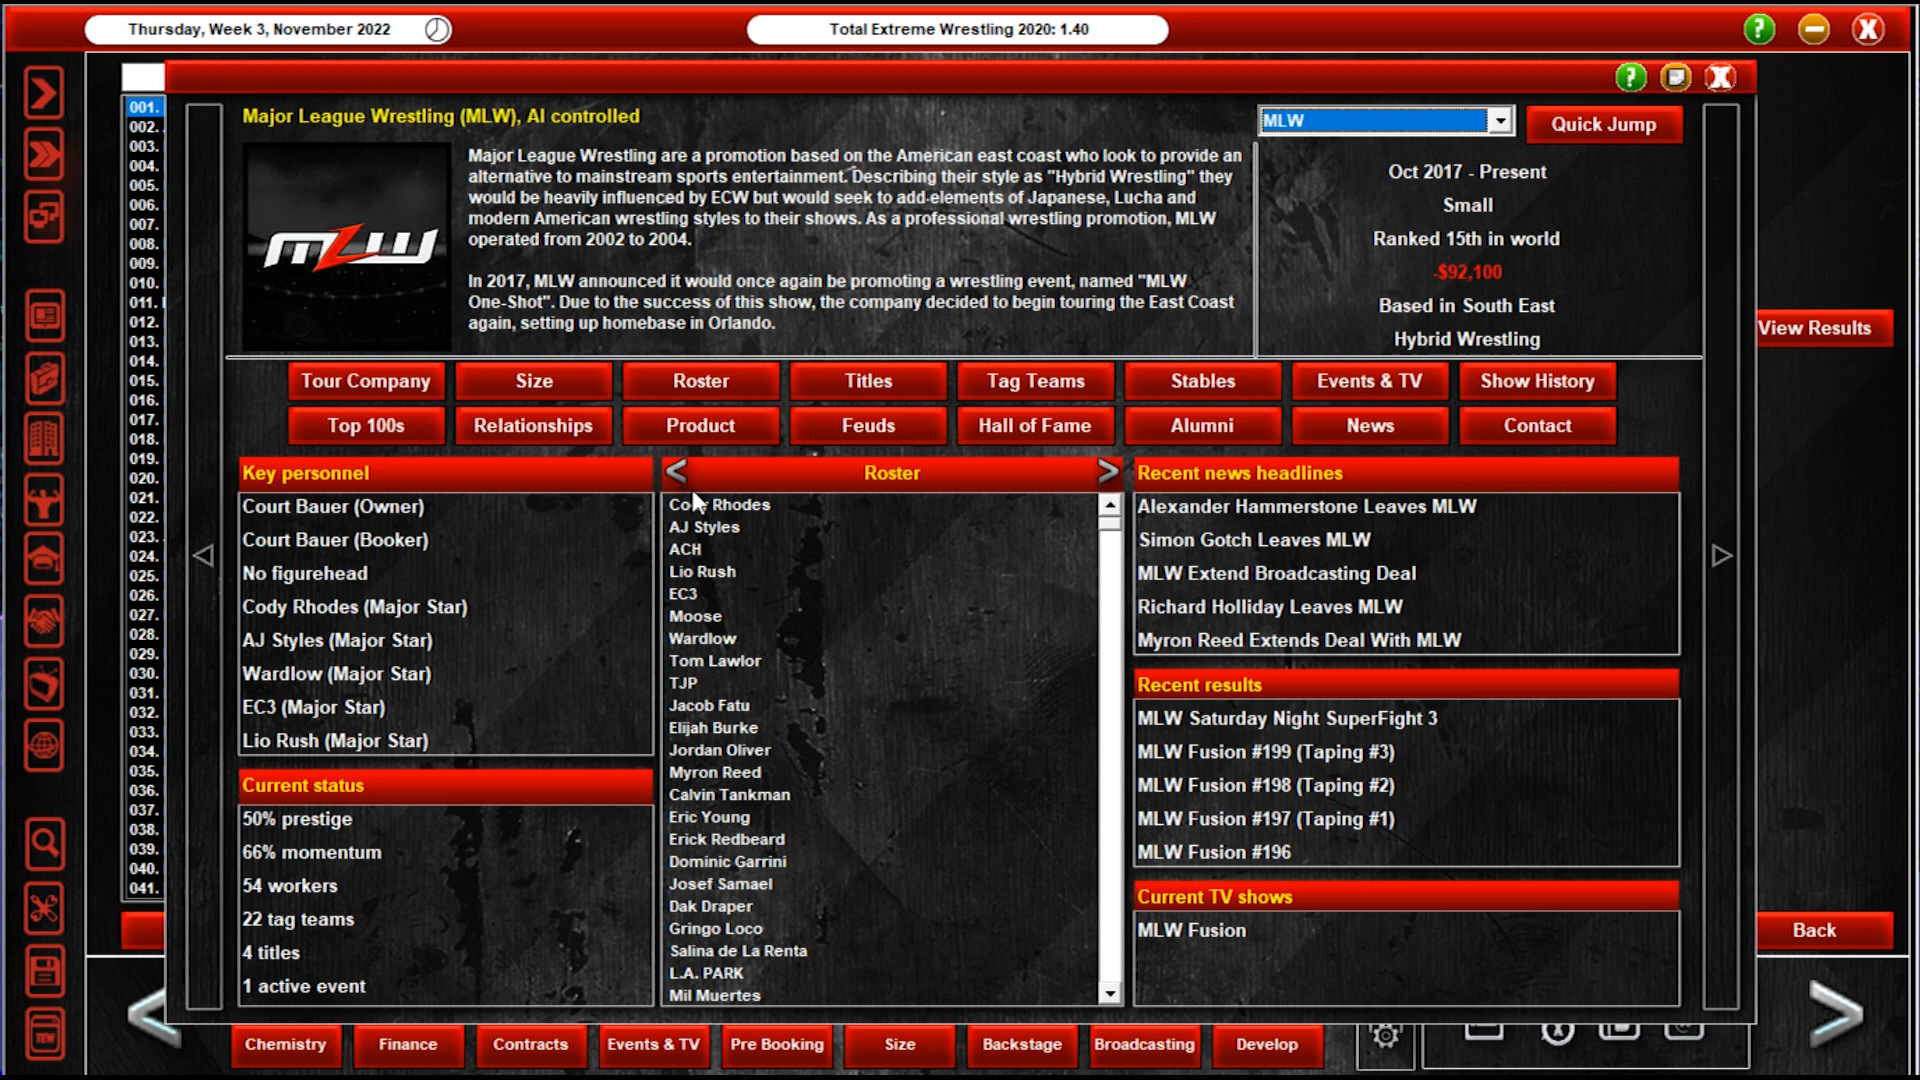 Thursday, Week 3, November 2022
Total Extreme Wrestling 2020: 1.40
Major League Wrestling (MLW), AI controlled
MLW
Quick Jump
MLW
Major League Wrestling are a promotion based on the American east coast who look to provide an
alternative to mainstream sports entertainment. Describing their style as "Hybrid Wrestling" they
would be heavily influenced by ECW but would seek to add elements of Japanese, Lucha and
modern American wrestling styles to their shows. As a professional wrestling promotion, MLW
operated from 2002 to 2004.
In 2017, MLW announced it would once again be promoting a wrestling event, named "MLW
One-Shot". Due to the success of this show, the company decided to begin touring the East Coast
again, setting up homebase in Orlando.
Oct 2017 - Present
Small
Ranked 15th in world
-$92,100
Based in South East
Hybrid Wrestling
View Results
Tour Company
Size
Roster
Titles
Tag Teams
Stables
Events & TV
Show History
Top 100s
Relationships
Product
Feuds
Hall of Fame
Alumni
News
Contact
Key personnel
Court Bauer (Owner)
Court Bauer (Booker)
No figurehead
Cody Rhodes (Major Star)
AJ Styles (Major Star)
Wardlow (Major Star)
EC3 (Major Star)
Lio Rush (Major Star)
Current status
50% prestige
66% momentum
54 workers
22 tag teams
4 titles
1 active event
Roster
Cody Rhodes
AJ Styles
ACH
Lio Rush
EC3
Moose
Wardlow
Tom Lawlor
TJP
Jacob Fatu
Elijah Burke
Jordan Oliver
Myron Reed
Calvin Tankman
Eric Young
Erick Redbeard
Dominic Garrini
Josef Samael
Dak Draper
Gringo Loco
Salina de La Renta
L.A. PARK
Mil Muertes
Recent news headlines
Alexander Hammerstone Leaves MLW
Simon Gotch Leaves MLW
MLW Extend Broadcasting Deal
Richard Holliday Leaves MLW
Myron Reed Extends Deal With MLW
Recent results
MLW Saturday Night SuperFight 3
MLW Fusion #199 (Taping #3)
MLW Fusion #198 (Taping #2)
MLW Fusion #197 (Taping #1)
MLW Fusion #196
Current TV shows
MLW Fusion
Back
001.
002.
003.
004.
005.
006.
007.
008.
009.
010.
011.
012.
013.
014.
015.
016.
017.
018.
019.
020.
021.
022.
023.
024.
025.
026.
027.
028.
029.
030.
031.
032.
033.
034.
035.
036.
037.
038.
039.
040.
041.
TEW
Chemistry
Finance
Contracts
Events & TV
Pre Booking
Size
Backstage
Broadcasting
Develop